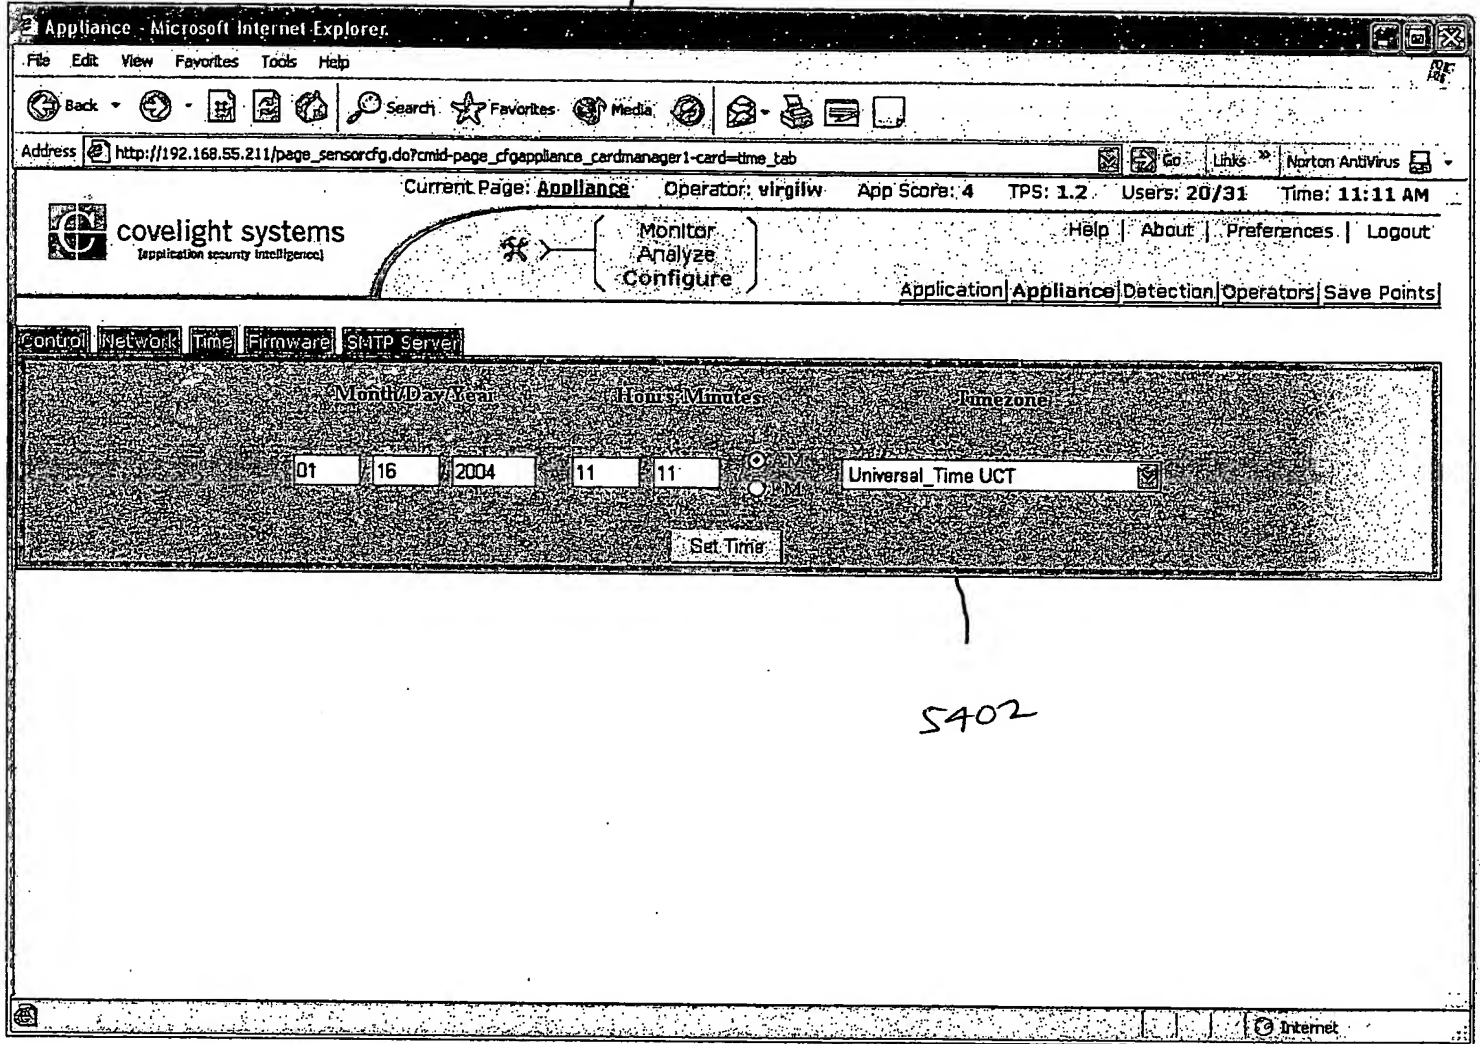 Appliance - Microsoft Internet Explorer
File Edit View Favorites Tools Help
Back Search Favorites Media
Address http://192.168.55.211/page_sensorcfg.do?cmid-page_cfgappliance_cardmanager1-card=time_tab Go Links » Norton AntiVirus
Current Page: Appliance Operator: virgilw App Score: 4 TPS: 1.2 Users: 20/31 Time: 11:11 AM
covelight systems
[application security intelligence]
Monitor
Analyze
Configure
Help | About | Preferences | Logout
Application| Appliance| Detection| Operators| Save Points|
Control Network Time Firmware SMTP Server
Month/Day/Year Hours:Minutes Timezone
01 / 16 / 2004 11 : 11 M Universal_Time UCT
M
Set Time
5402
Internet